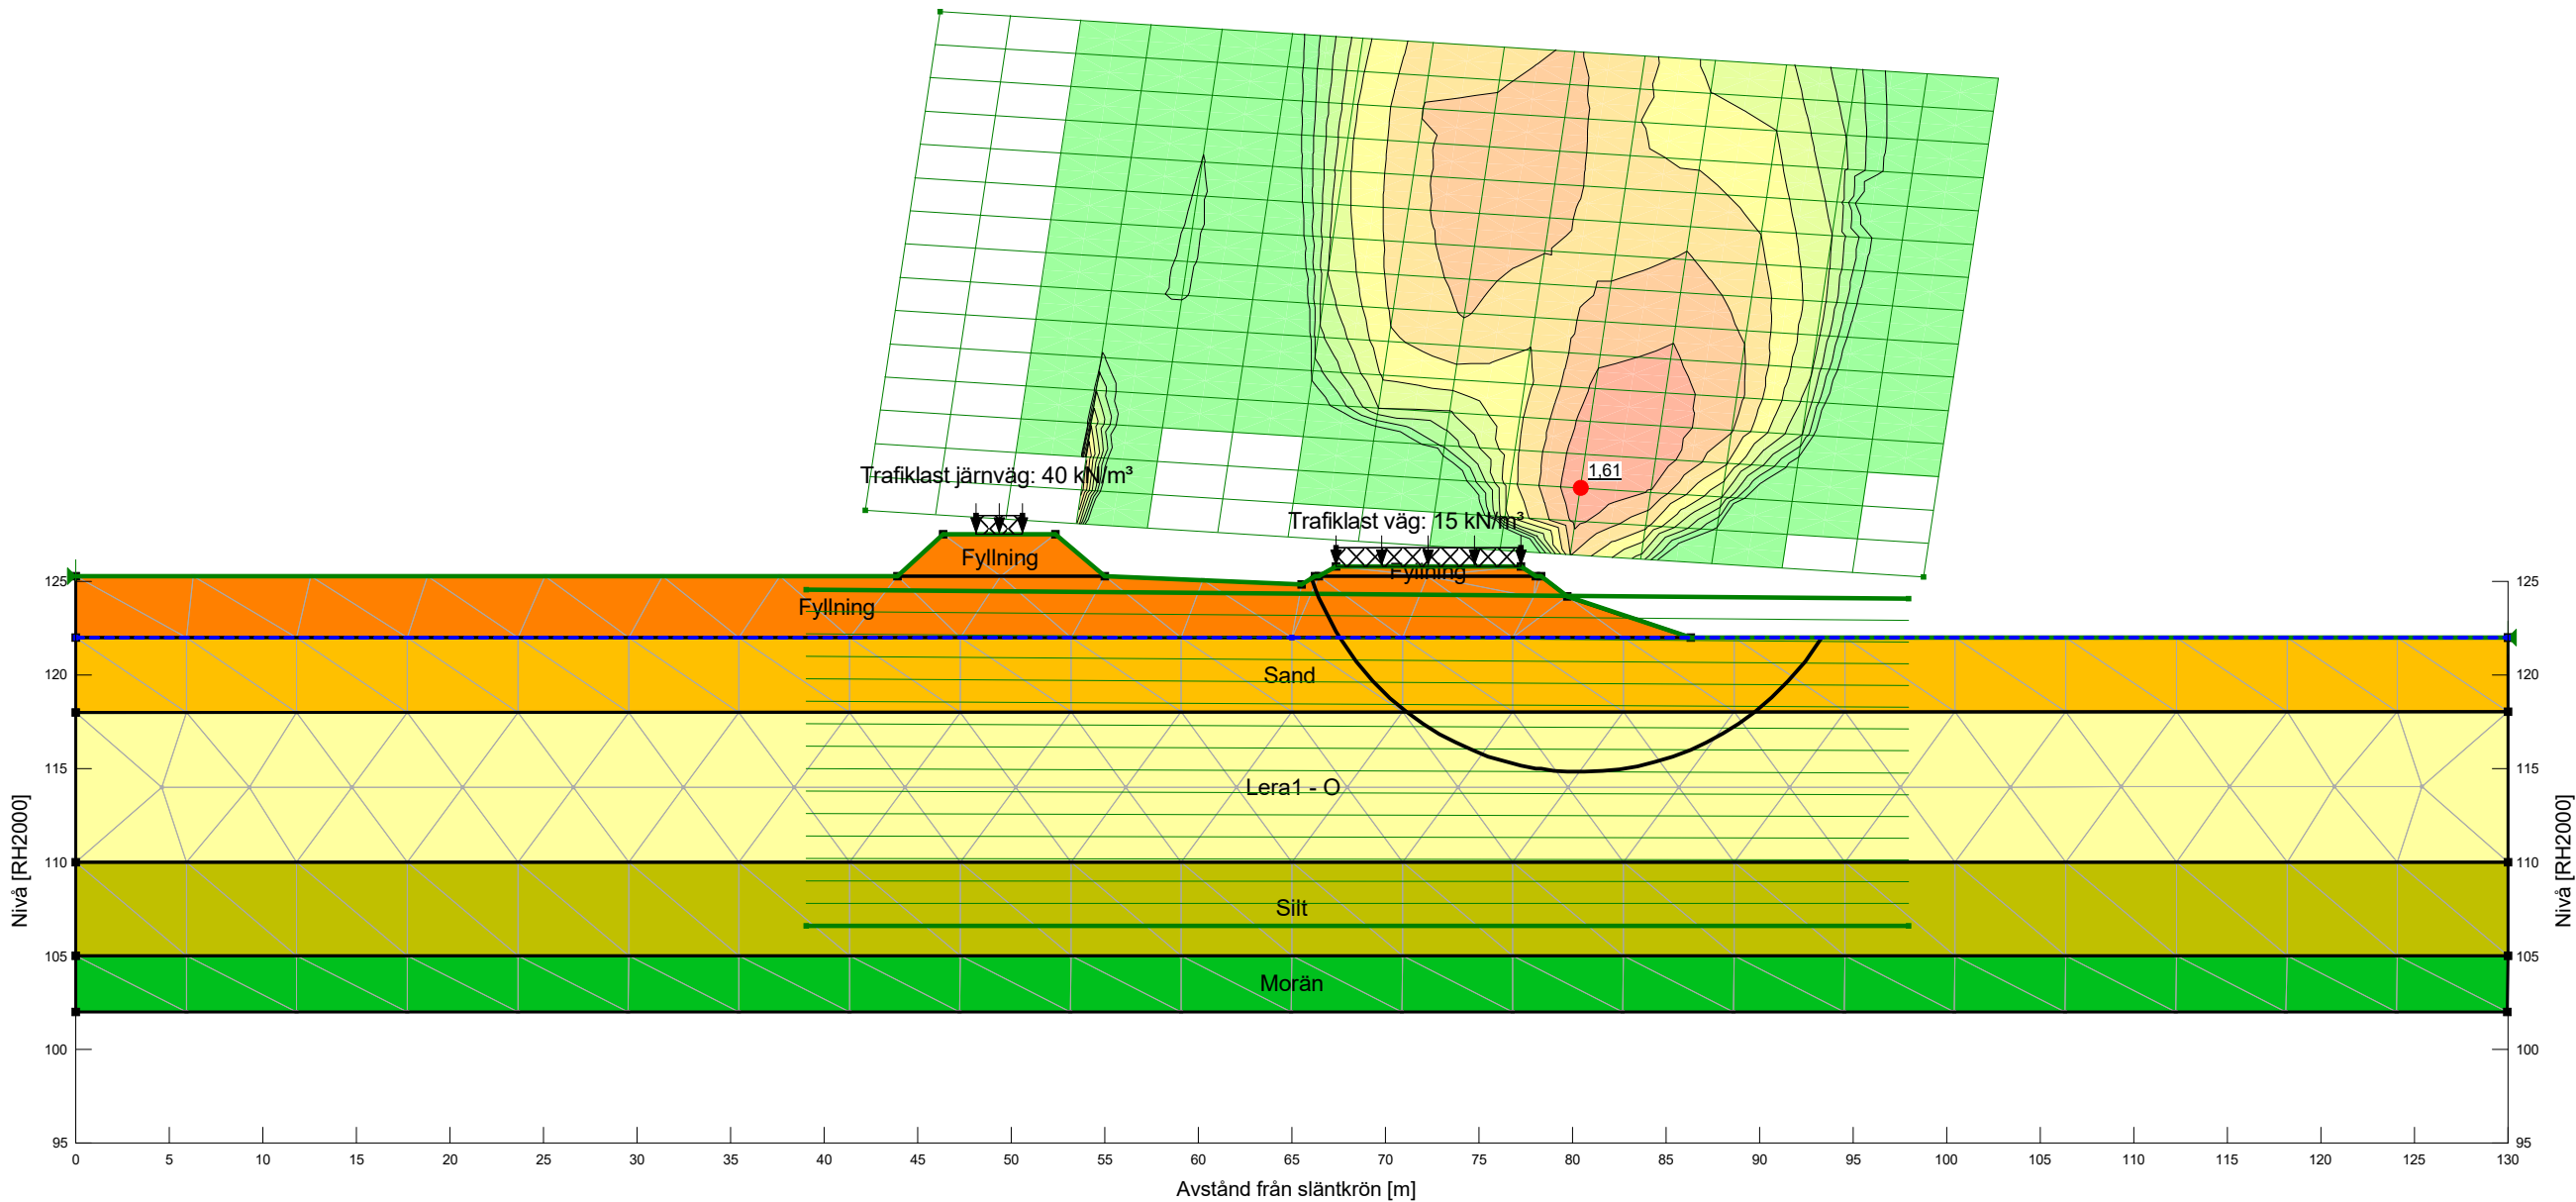 1,61
Trafiklast järnväg: 40 kN/m³
Trafiklast väg: 15 kN/m³
Fyllning
Fyllning
Fyllning
Sand
Lera1 - O
Silt
Morän
125
120
115
110
105
100
95
Nivå [RH2000]
125
120
115
110
105
100
95
Nivå [RH2000]
0 5 10 15 20 25 30 35 40 45 50 55 60 65 70 75 80 85 90 95 100 105 110 115 120 125 130
Avstånd från släntkrön [m]